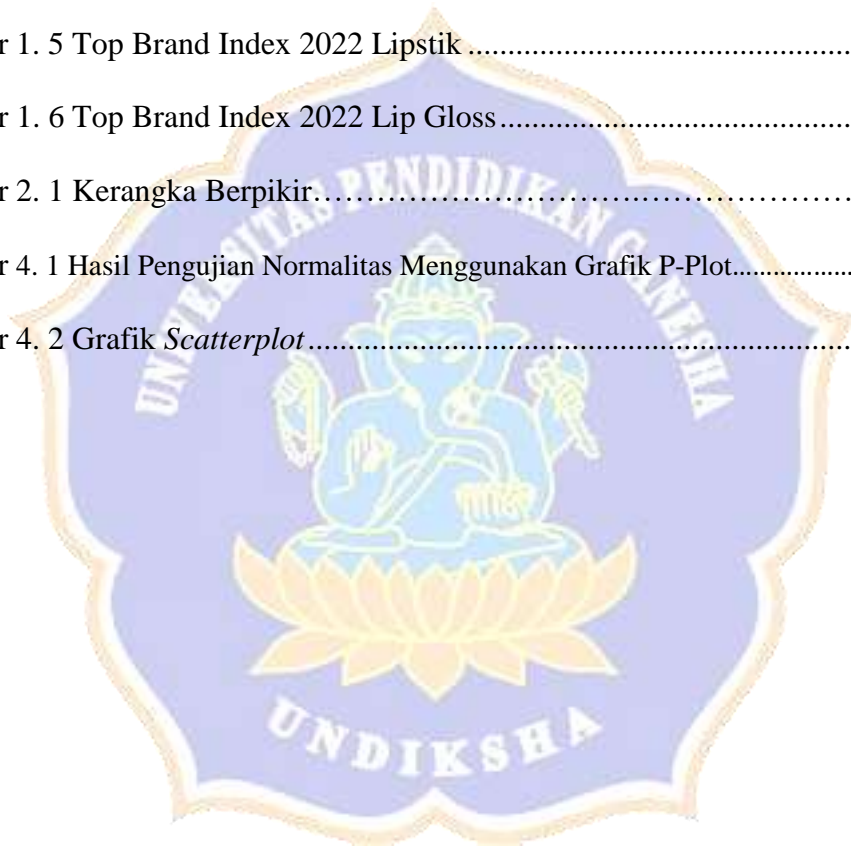 r 1. 5 Top Brand Index 2022 Lipstik ................................................
r 1. 6 Top Brand Index 2022 Lip Gloss .............................................
r 2. 1 Kerangka Berpikir……………………………………………………
r 4. 1 Hasil Pengujian Normalitas Menggunakan Grafik P-Plot..................
r 4. 2 Grafik Scatterplot .....................................................................
UNIVERSITAS PENDIDIKAN GANESHA
UNDIKSHA